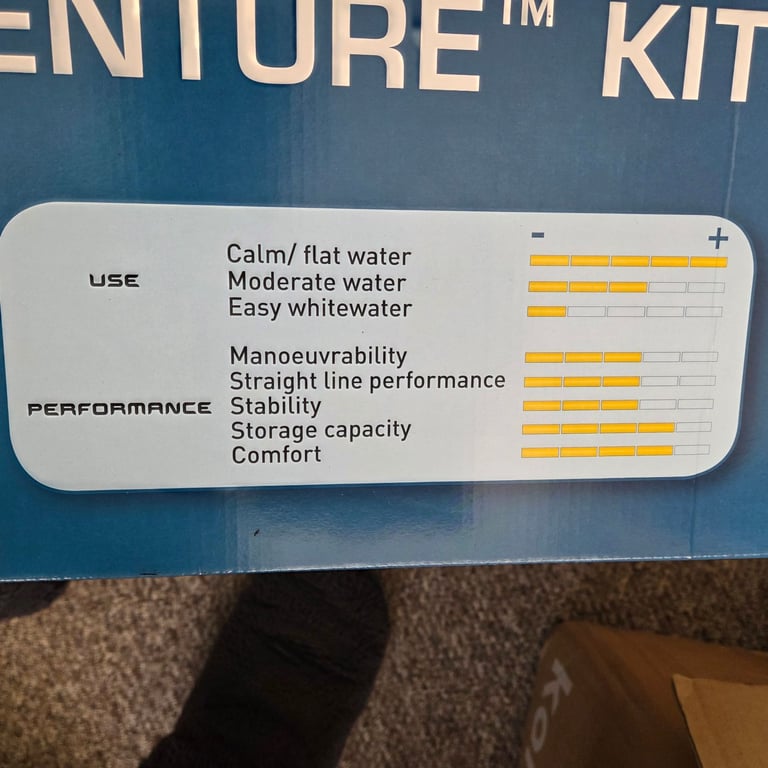 ENTURE™ KIT
- +
USE
Calm/ flat water
Moderate water
Easy whitewater
PERFORMANCE
Manoeuvrability
Straight line performance
Stability
Storage capacity
Comfort
KO